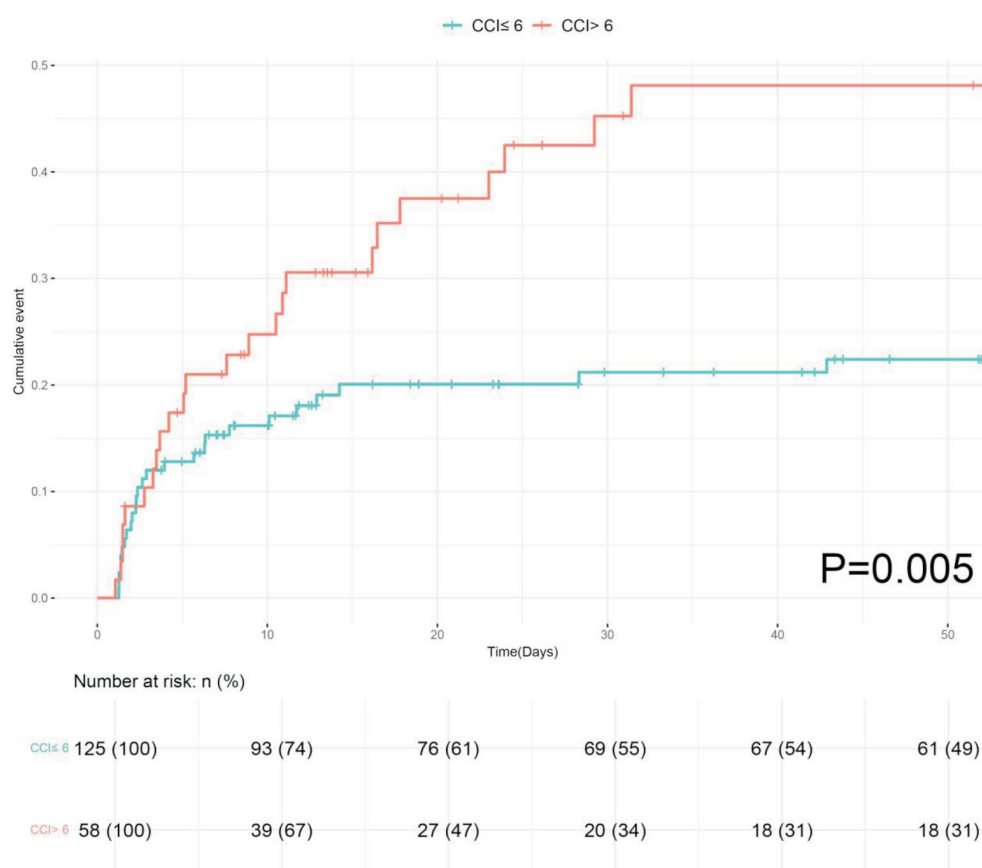 CCI≤ 6 CCI> 6
0.5
0.4
0.3
0.2
0.1
0.0
Cumulative event
P=0.005
0 10 20 30 40 50
Time(Days)
Number at risk: n (%)
CCI≤ 6 125 (100) 93 (74) 76 (61) 69 (55) 67 (54) 61 (49)
CCI> 6 58 (100) 39 (67) 27 (47) 20 (34) 18 (31) 18 (31)